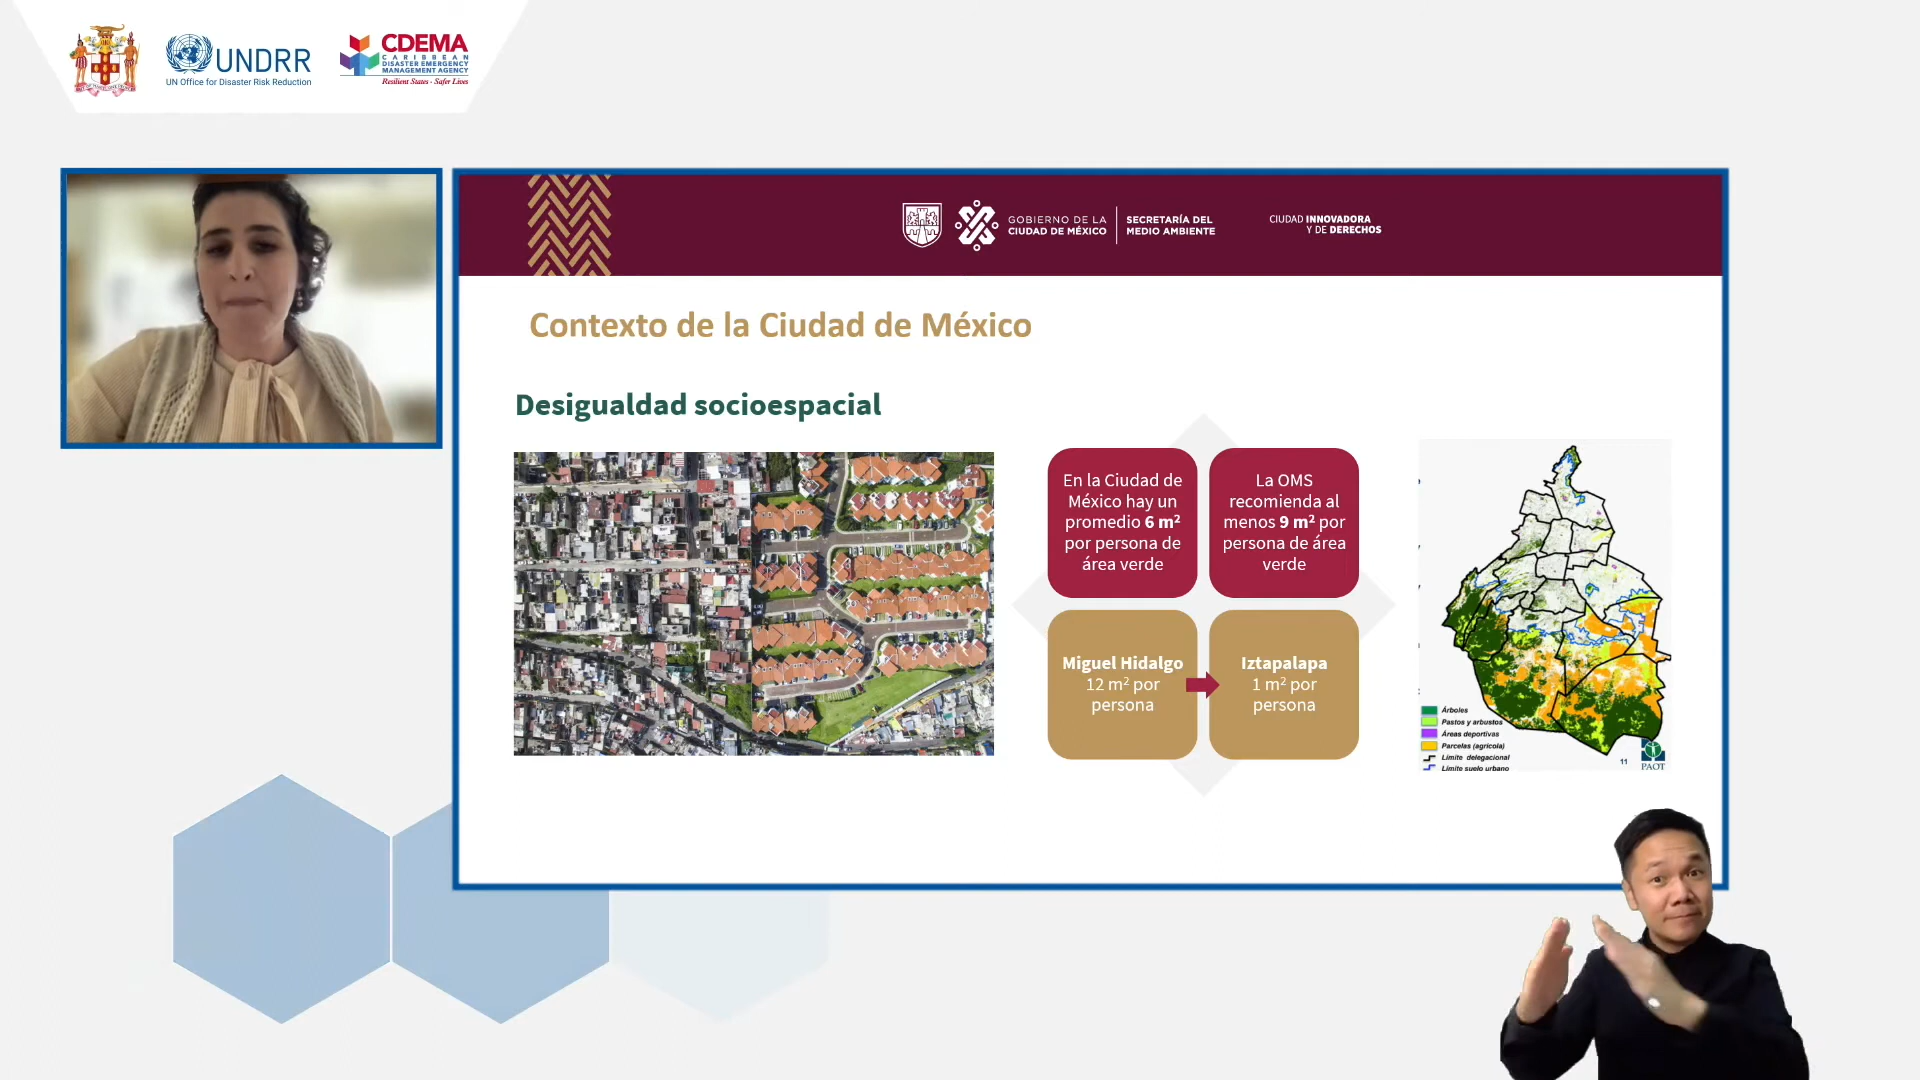 UNDRR
UN Office for Disaster Risk Reduction
CDEMA
CARIBBEAN
DISASTER EMERGENCY
MANAGEMENT AGENCY
Resilient States - Safer Lives
GOBIERNO DE LA
CIUDAD DE MÉXICO
SECRETARÍA DEL
MEDIO AMBIENTE
CIUDAD INNOVADORA
Y DE DERECHOS
Contexto de la Ciudad de México
Desigualdad socioespacial
En la Ciudad de
México hay un
promedio 6 m²
por persona de
área verde
La OMS
recomienda al
menos 9 m² por
persona de área
verde
Miguel Hidalgo
12 m² por
persona
Iztapalapa
1 m² por
persona
Árboles
Pastos y arbustos
Áreas deportivas
Parcelas (agrícola)
Límite delegacional
Límite suelo urbano
11
PAOT